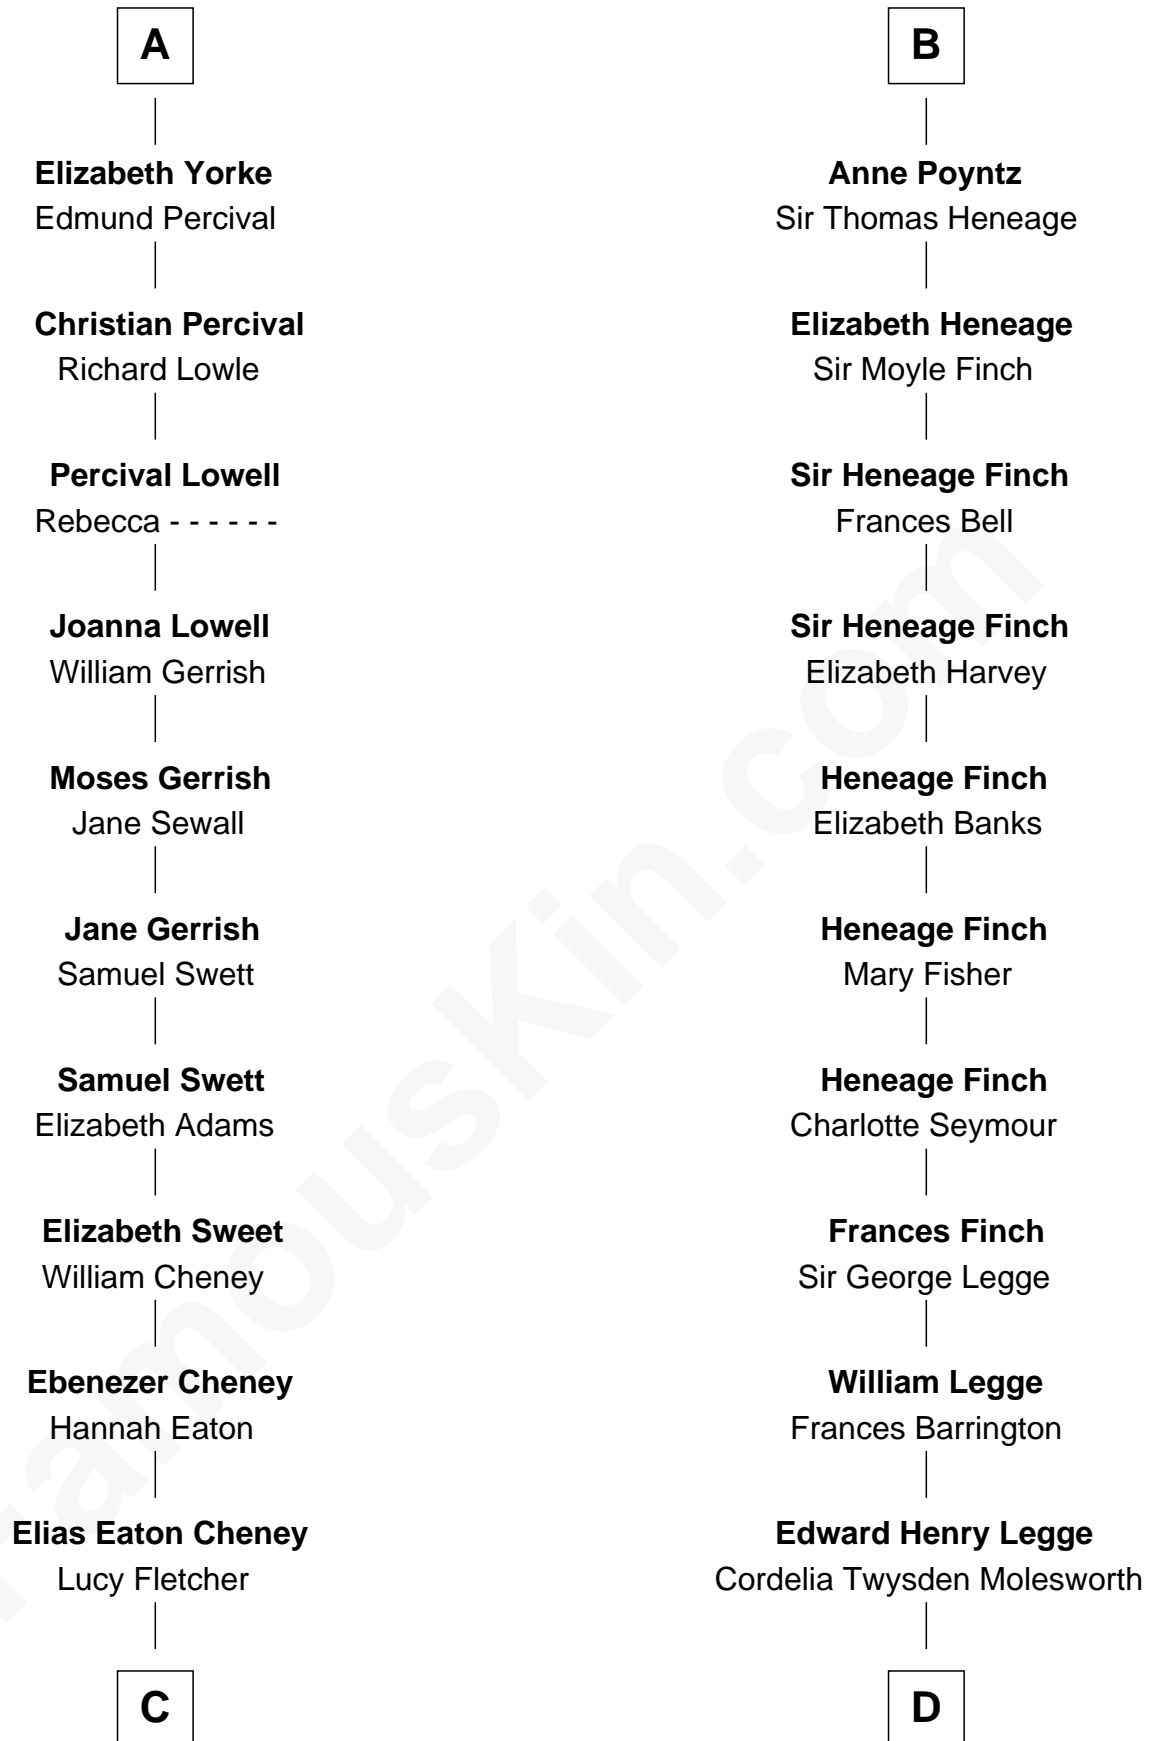 A
Elizabeth Yorke
Edmund Percival
Christian Percival
Richard Lowle
Percival Lowell
Rebecca - - - - - -
Joanna Lowell
William Gerrish
Moses Gerrish
Jane Sewall
Jane Gerrish
Samuel Swett
Samuel Swett
Elizabeth Adams
Elizabeth Sweet
William Cheney
Ebenezer Cheney
Hannah Eaton
Elias Eaton Cheney
Lucy Fletcher
C
B
Anne Poyntz
Sir Thomas Heneage
Elizabeth Heneage
Sir Moyle Finch
Sir Heneage Finch
Frances Bell
Sir Heneage Finch
Elizabeth Harvey
Heneage Finch
Elizabeth Banks
Heneage Finch
Mary Fisher
Heneage Finch
Charlotte Seymour
Frances Finch
Sir George Legge
William Legge
Frances Barrington
Edward Henry Legge
Cordelia Twysden Molesworth
D
FamousKin.com